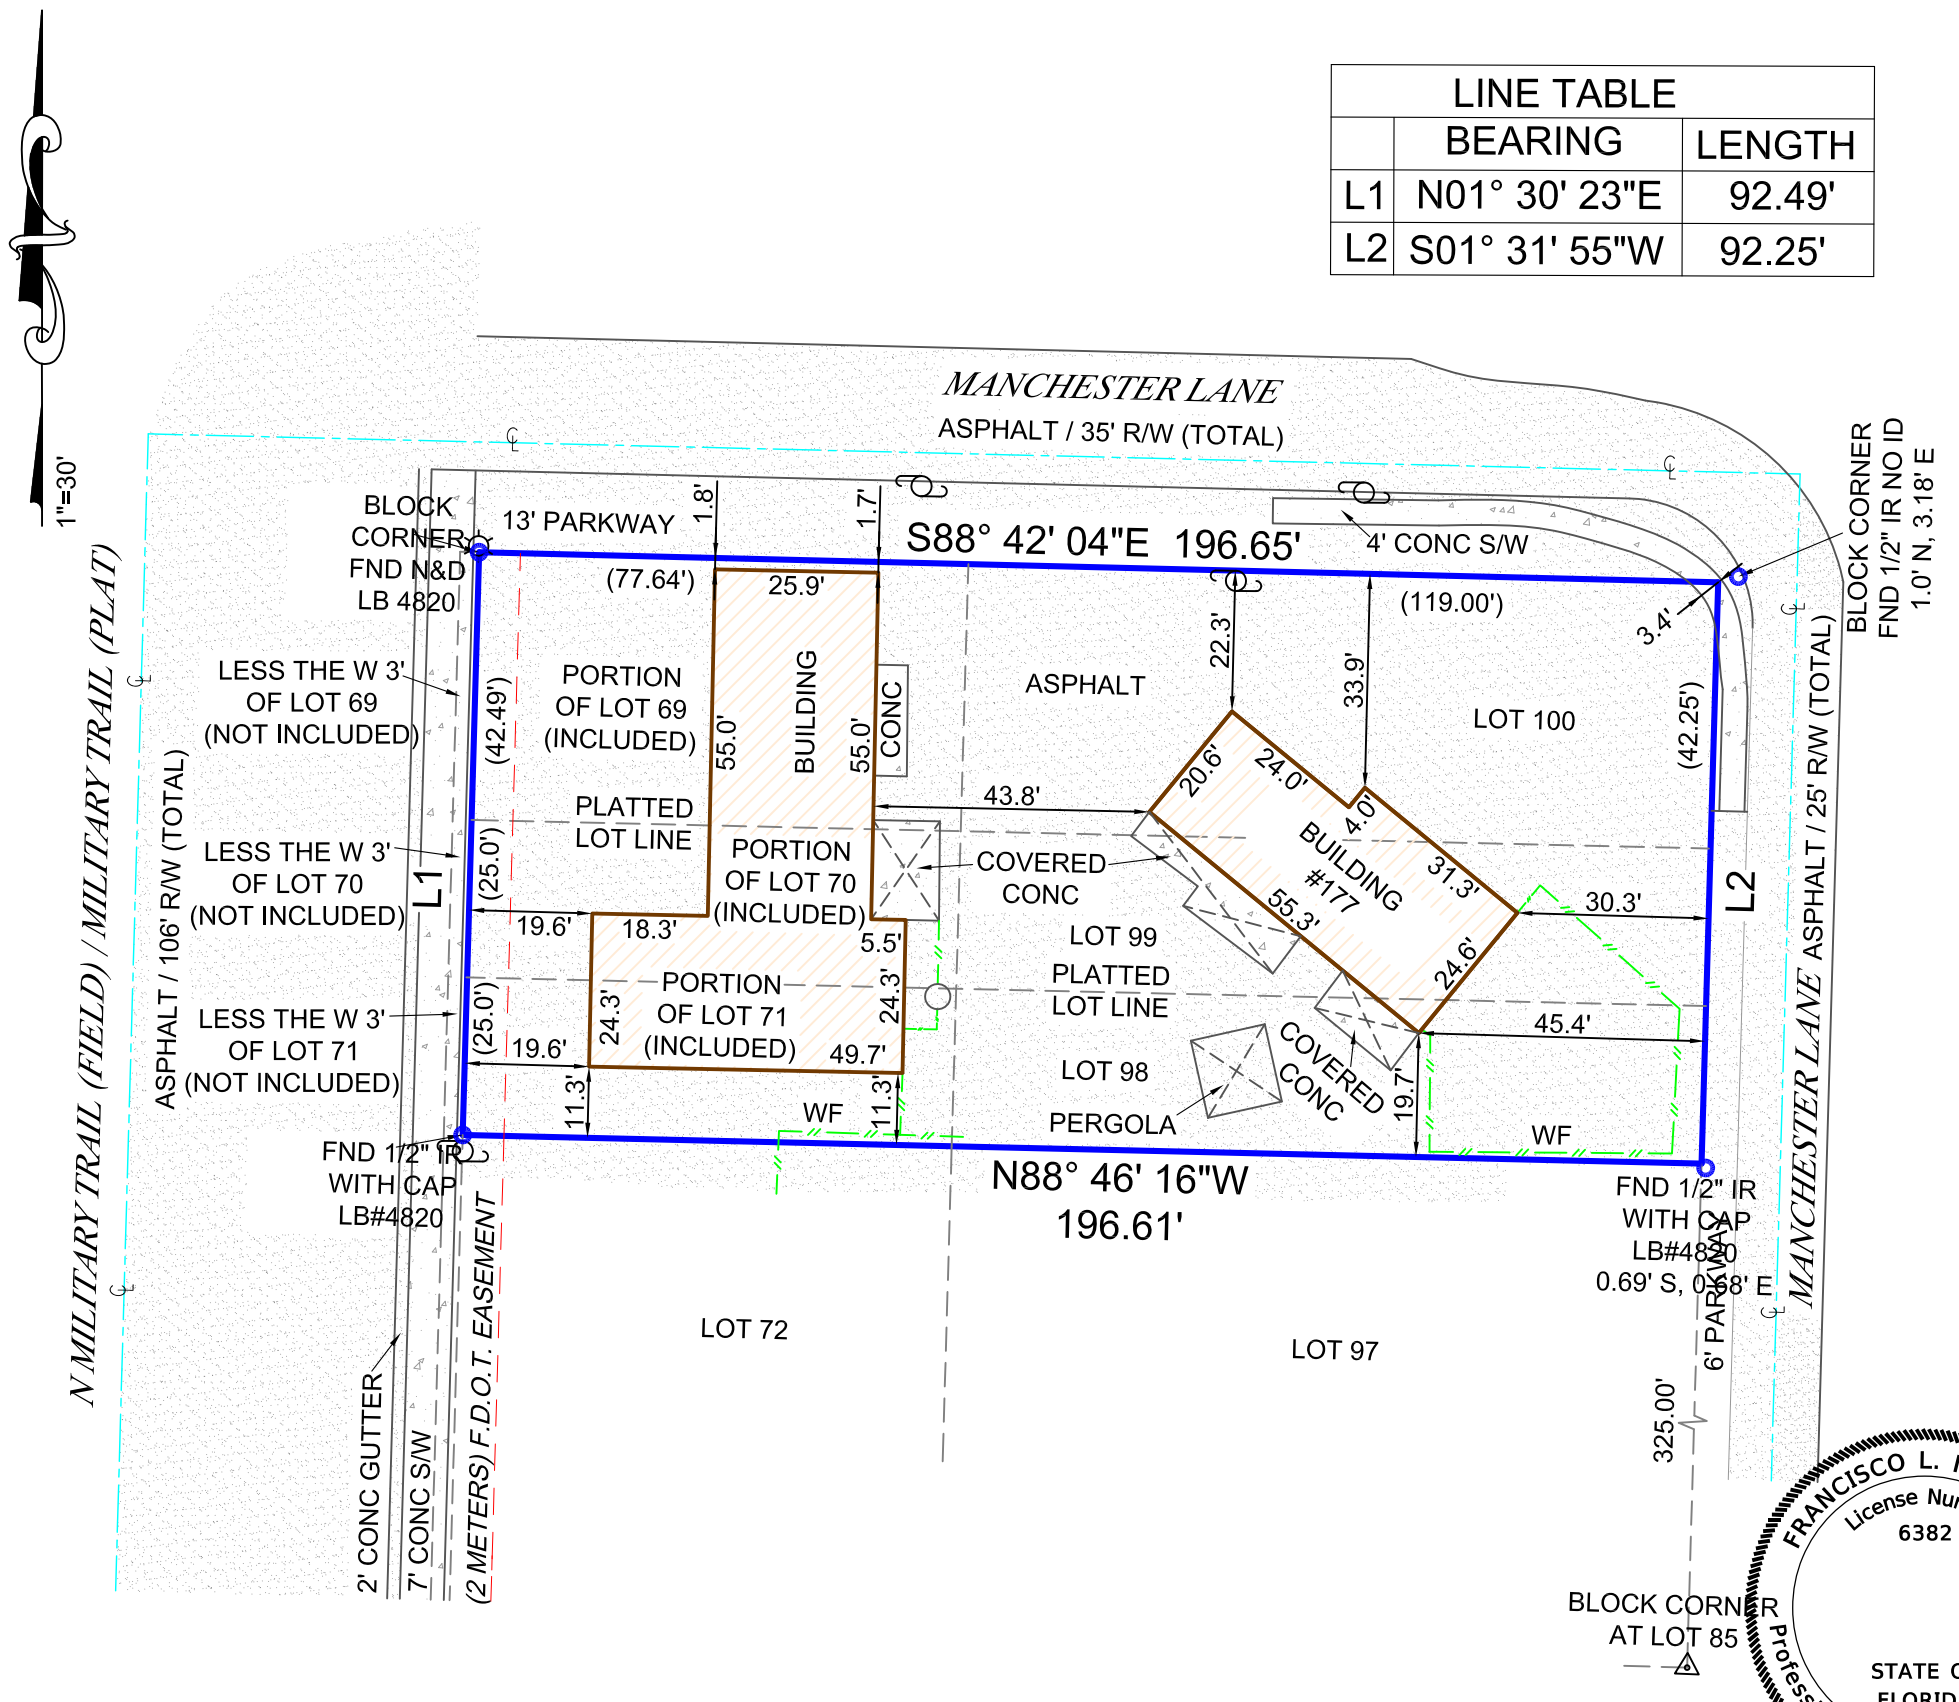 LINE TABLE
BEARING LENGTH
L1 N01° 30' 23"E 92.49'
L2 S01° 31' 55"W 92.25'
1"=30'
MANCHESTER LANE
ASPHALT / 35' R/W (TOTAL)
BLOCK CORNER
FND 1/2" IR NO ID
1.0' N, 3.18' E
BLOCK
CORNER
FND N&D
LB 4820
13' PARKWAY
1.8'
1.7'
S88° 42' 04"E 196.65'
4' CONC S/W
(77.64')
25.9'
(119.00')
3.4'
22.3'
33.9'
LESS THE W 3'
OF LOT 69
(NOT INCLUDED)
(42.49')
PORTION
OF LOT 69
(INCLUDED)
55.0'
BUILDING
55.0'
CONC
ASPHALT
LOT 100
(42.25')
MANCHESTER LANE ASPHALT / 25' R/W (TOTAL)
N MILITARY TRAIL (FIELD) / MILITARY TRAIL (PLAT)
ASPHALT / 106' R/W (TOTAL)
20.6'
24.0'
4.0'
43.8'
PLATTED
LOT LINE
LESS THE W 3'
OF LOT 70
(NOT INCLUDED)
L1
(25.0')
PORTION
OF LOT 70
(INCLUDED)
COVERED
CONC
BUILDING
#177
31.3'
55.3'
30.3'
L2
19.6'
18.3'
5.5'
LOT 99
PLATTED
LOT LINE
24.6'
LESS THE W 3'
OF LOT 71
(NOT INCLUDED)
(25.0')
19.6'
24.3'
PORTION
OF LOT 71
(INCLUDED)
24.3'
49.7'
45.4'
COVERED
CONC
LOT 98
PERGOLA
11.3'
11.3'
19.7'
WF
WF
FND 1/2" IR
WITH CAP
LB#4820
N88° 46' 16"W
196.61'
FND 1/2" IR
WITH CAP
LB#4820
0.69' S, 0.68' E
6' PARKWAY
LOT 72
LOT 97
325.00'
2' CONC GUTTER
7' CONC S/W
(2 METERS) F.D.O.T. EASEMENT
BLOCK CORNER
AT LOT 85
FRANCISCO L.
License
6382
STATE